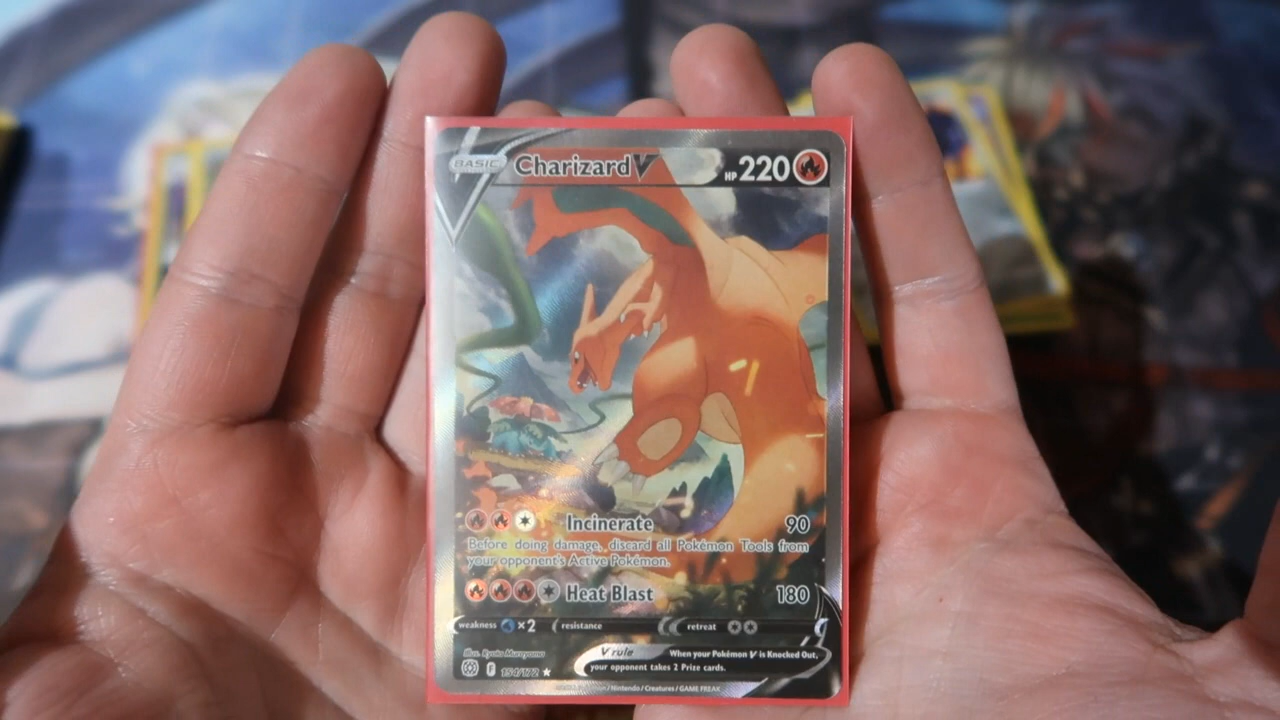 BASIC Charizard V HP 220
Incinerate 90
Before doing damage, discard all Pokémon Tools from
your opponent's Active Pokémon.
Heat Blast 180
weakness ×2 resistance retreat
Illus. Ryota Murayama
V rule When your Pokémon V is Knocked Out,
your opponent takes 2 Prize cards.
F 154/172 ★
/ Nintendo / Creatures / GAME FREAK